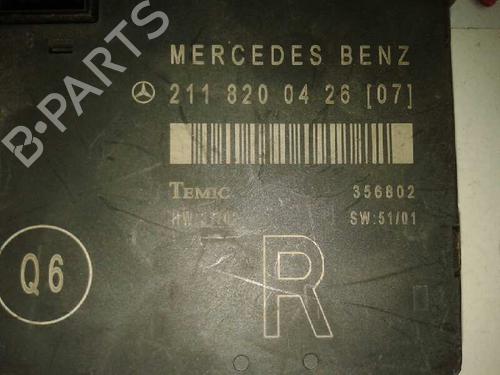 B-PARTS
MERCEDES BENZ
211 820 04 26 [07]
TEMIC 356802
SW:51/01
Q6
R